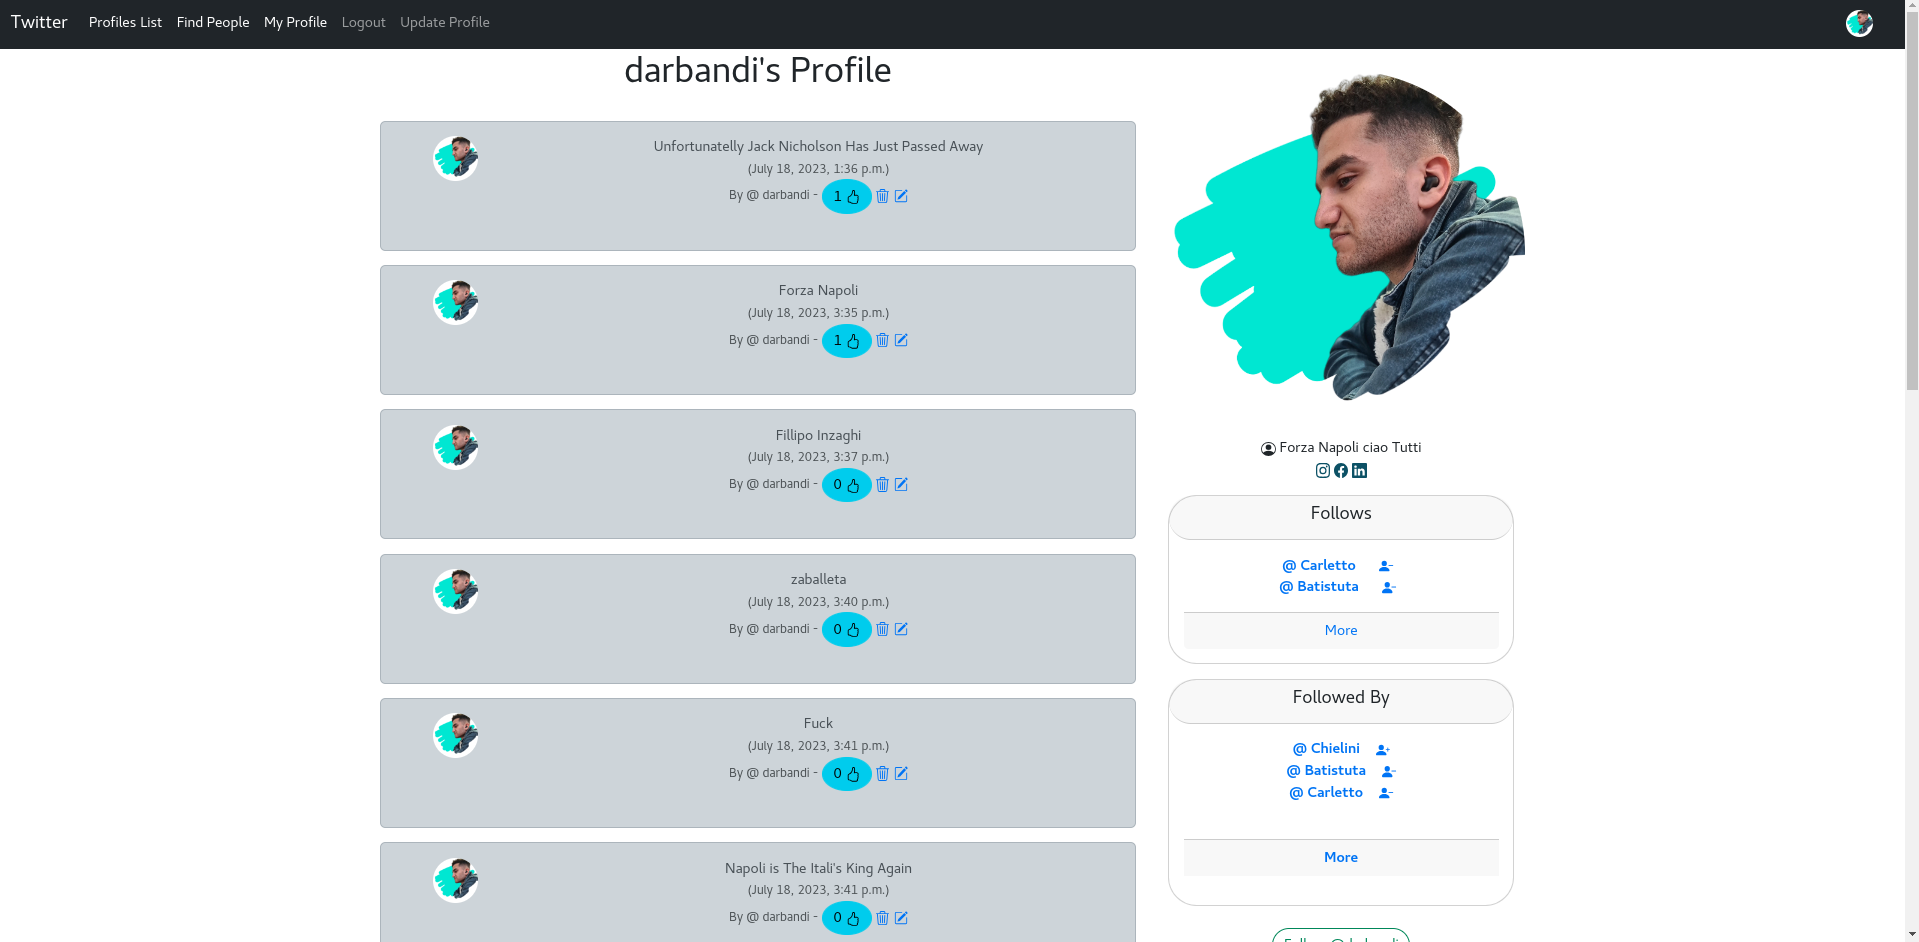 Twitter Profiles List Find People My Profile Logout Update Profile
darbandi's Profile
Unfortunatelly Jack Nicholson Has Just Passed Away
(July 18, 2023, 1:36 p.m.)
By @ darbandi - 1
Forza Napoli
(July 18, 2023, 3:35 p.m.)
By @ darbandi - 1
Fillipo Inzaghi
(July 18, 2023, 3:37 p.m.)
By @ darbandi - 0
zaballeta
(July 18, 2023, 3:40 p.m.)
By @ darbandi - 0
Fuck
(July 18, 2023, 3:41 p.m.)
By @ darbandi - 0
Napoli is The Itali's King Again
(July 18, 2023, 3:41 p.m.)
By @ darbandi - 0
Forza Napoli ciao Tutti
Follows
@ Carletto
@ Batistuta
More
Followed By
@ Chielini
@ Batistuta
@ Carletto
More